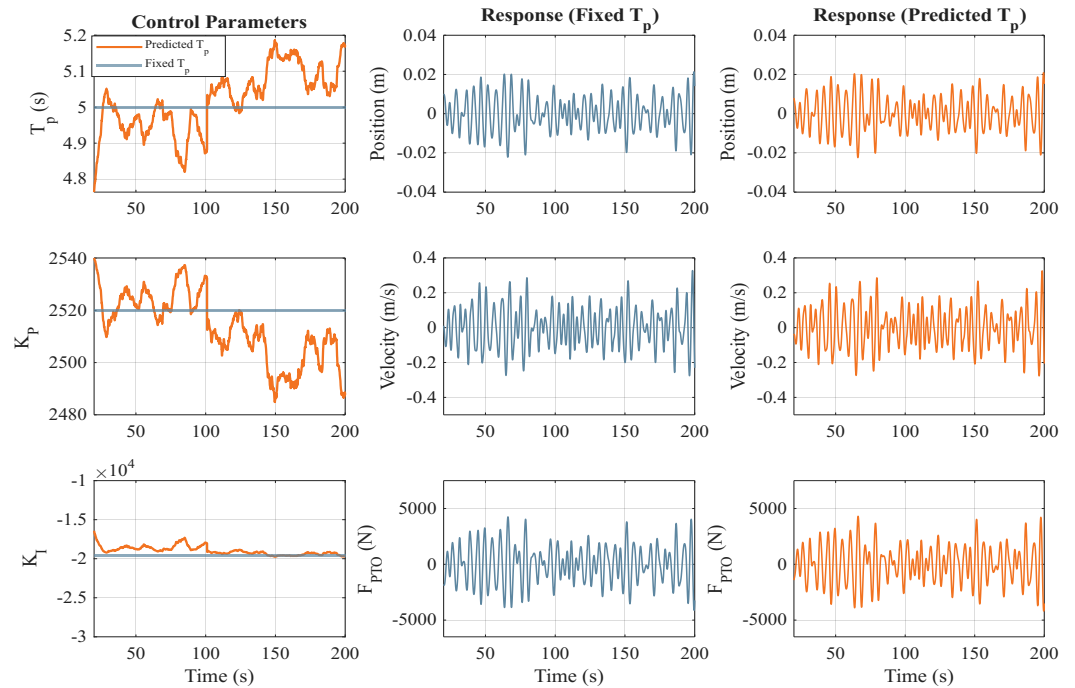 Control Parameters
Predicted T_p
Fixed T_p
T_p (s)
5.2
5.1
5
4.9
4.8
50 100 150 200
Response (Fixed T_p)
Position (m)
0.04
0.02
0
-0.02
-0.04
50 100 150 200
Response (Predicted T_p)
Position (m)
0.04
0.02
0
-0.02
-0.04
50 100 150 200
K_P
2540
2520
2500
2480
50 100 150 200
Velocity (m/s)
0.4
0.2
0
-0.2
-0.4
50 100 150 200
Velocity (m/s)
0.4
0.2
0
-0.2
-0.4
50 100 150 200
×10^4
K_I
-1
-1.5
-2
-2.5
-3
50 100 150 200
Time (s)
F_PTO (N)
5000
0
-5000
50 100 150 200
Time (s)
F_PTO (N)
5000
0
-5000
50 100 150 200
Time (s)